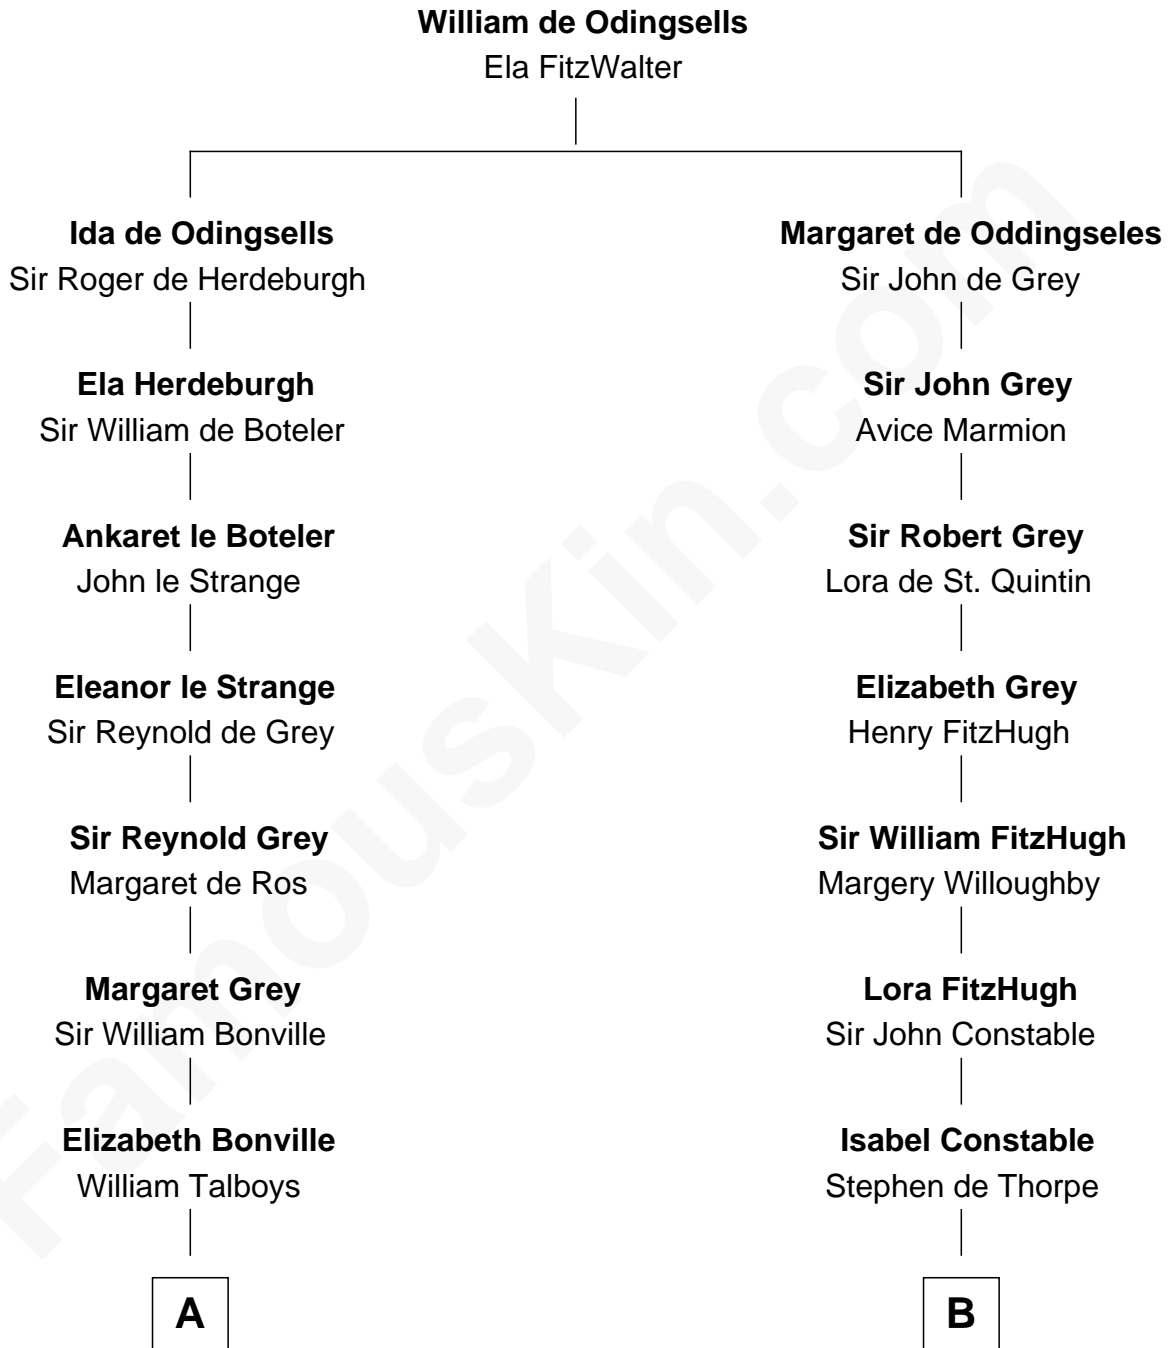 William de Odingsells
Ela FitzWalter
Ida de Odingsells
Sir Roger de Herdeburgh
Margaret de Oddingseles
Sir John de Grey
Ela Herdeburgh
Sir William de Boteler
Sir John Grey
Avice Marmion
Ankaret le Boteler
John le Strange
Sir Robert Grey
Lora de St. Quintin
Eleanor le Strange
Sir Reynold de Grey
Elizabeth Grey
Henry FitzHugh
Sir Reynold Grey
Margaret de Ros
Sir William FitzHugh
Margery Willoughby
Margaret Grey
Sir William Bonville
Lora FitzHugh
Sir John Constable
Elizabeth Bonville
William Talboys
Isabel Constable
Stephen de Thorpe
A
B
FamousKin.com